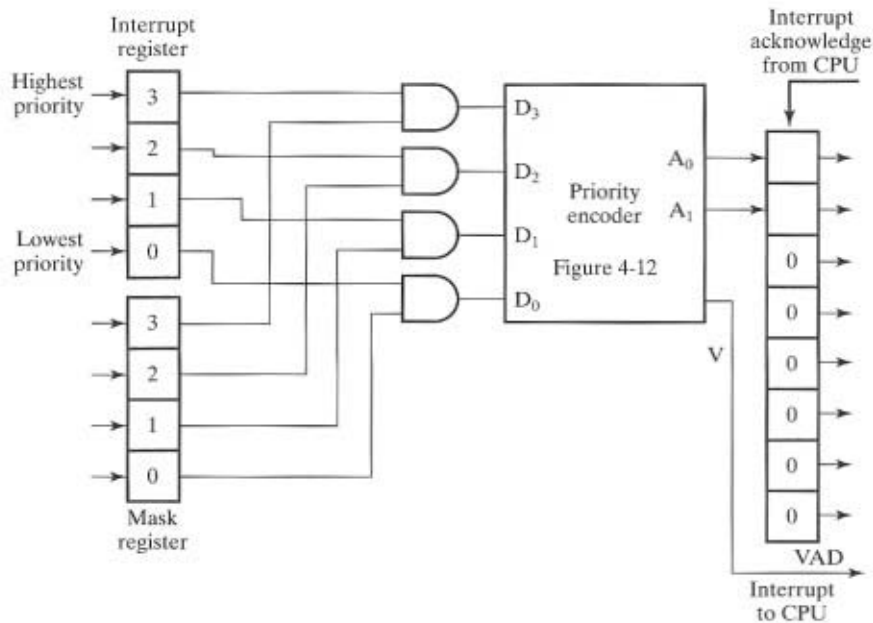 Interrupt
register
Highest
priority
3
2
1
Lowest
priority
0
3
2
1
0
Mask
register
D3
D2
D1
D0
Priority
encoder
Figure 4-12
A0
A1
V
Interrupt
acknowledge
from CPU
0
0
0
0
0
0
VAD
Interrupt
to CPU